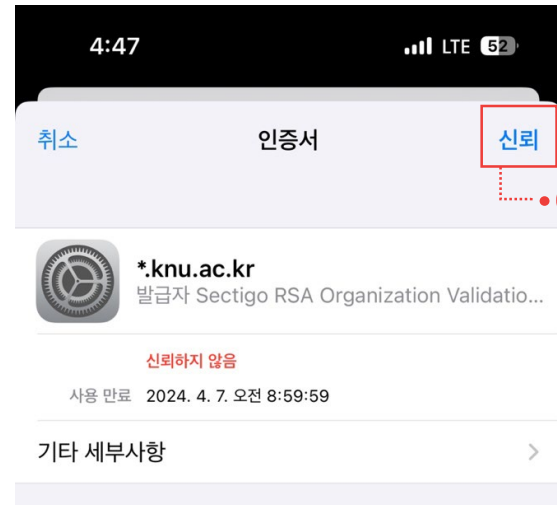 4:47 LTE 52
취소 인증서 신뢰
*.knu.ac.kr
발급자 Sectigo RSA Organization Validatio...
신뢰하지 않음
사용 만료 2024. 4. 7. 오전 8:59:59
기타 세부사항